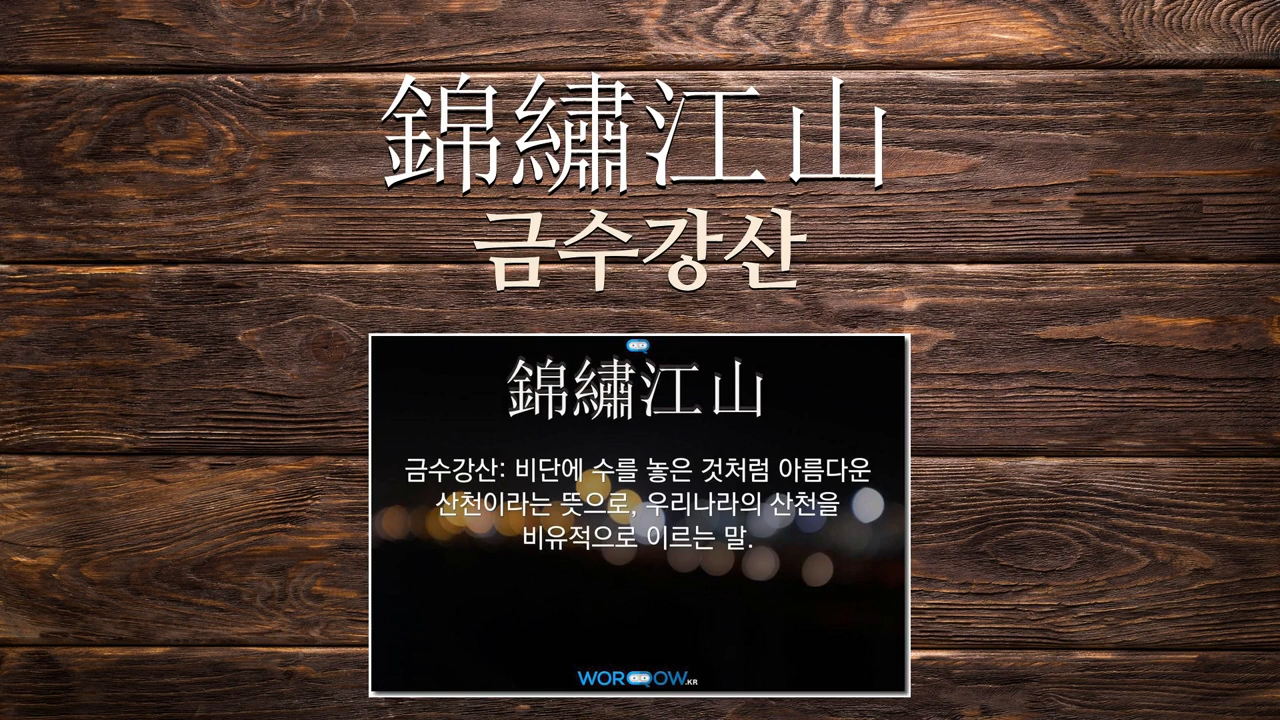 錦繡江山
금수강산
錦繡江山
금수강산: 비단에 수를 놓은 것처럼 아름다운
산천이라는 뜻으로, 우리나라의 산천을
비유적으로 이르는 말.
WORDROW.KR